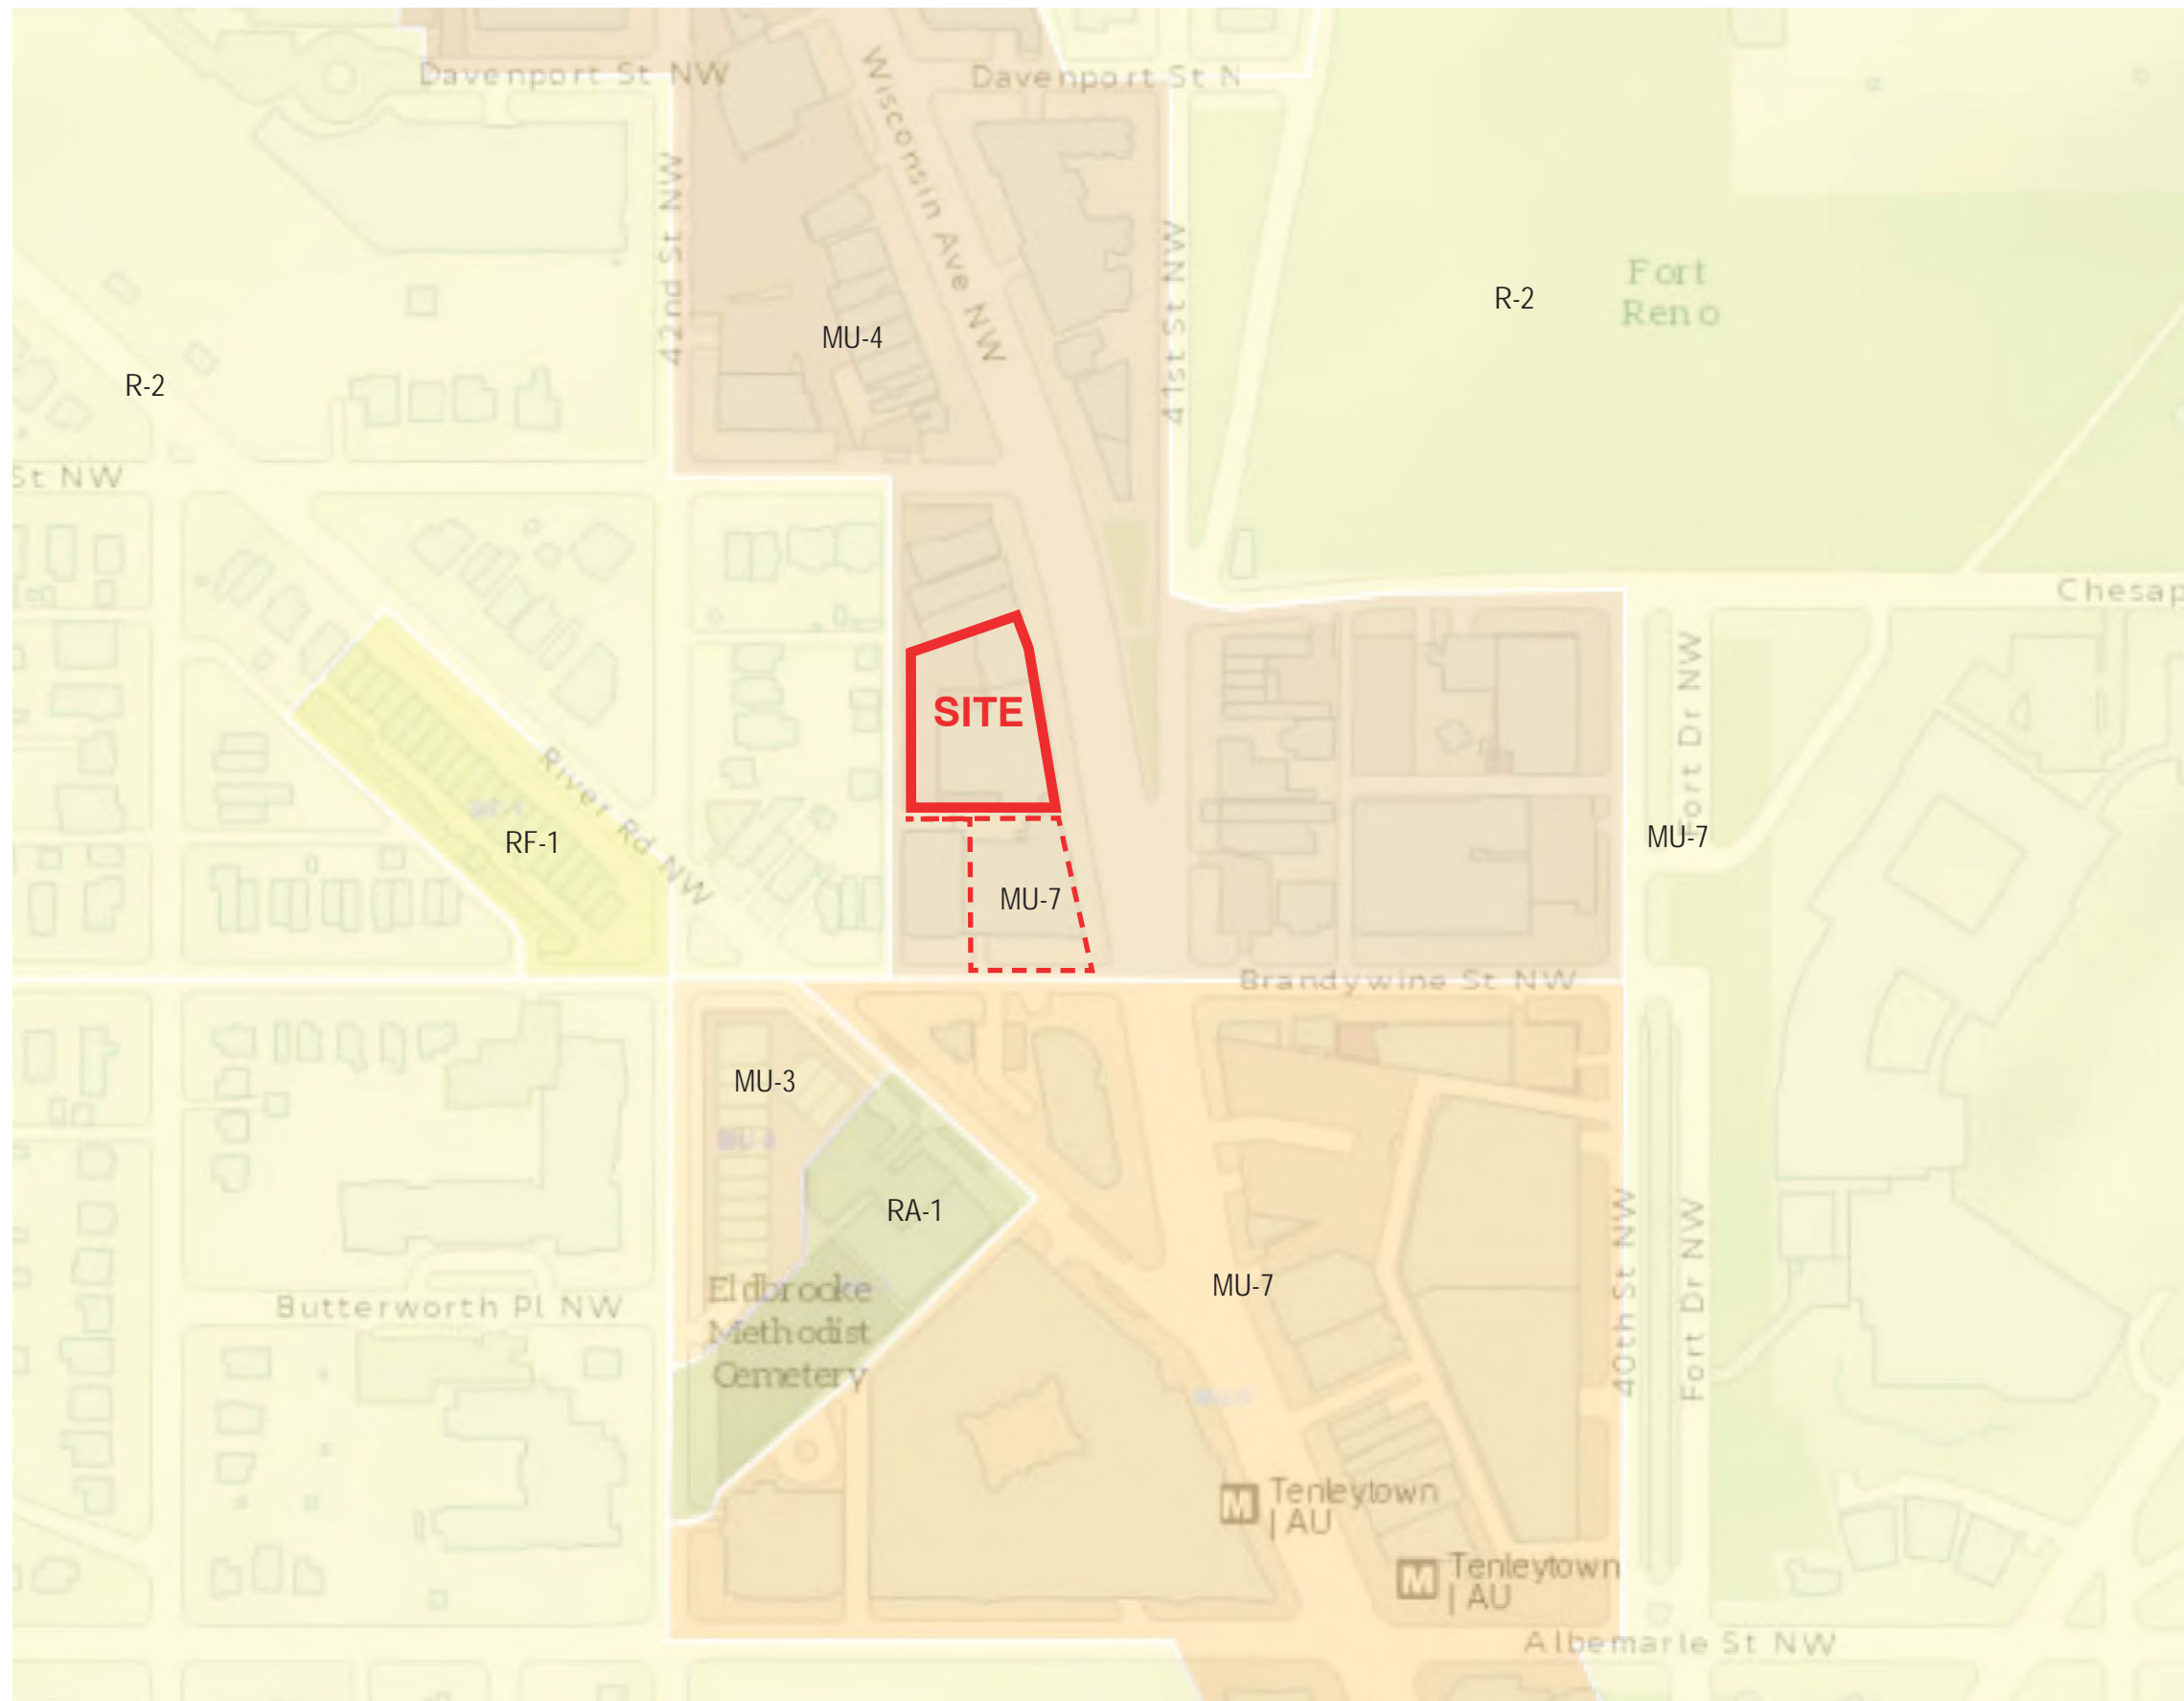 Davenport St NW
Davenport St N
Wisconsin Ave NW
42nd St NW
41st St NW
Fort
Reno
R-2
MU-4
R-2
St NW
Chesap
Fort Dr NW
SITE
River Rd NW
RF-1
MU-7
MU-7
Brandywine St NW
MU-3
RA-1
Eldbrooke
Methodist
Cemetery
Butterworth Pl NW
MU-7
40th St NW
Fort Dr NW
M Tenleytown
| AU
M Tenleytown
| AU
Albemarle St NW